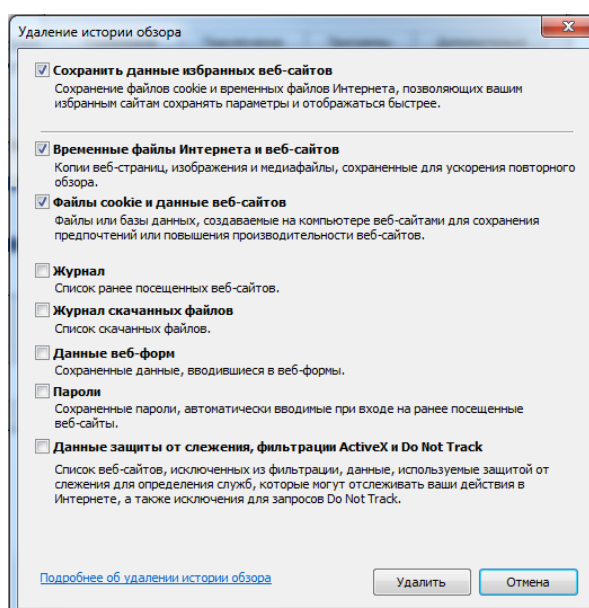 Удаление истории обзора
Сохранить данные избранных веб-сайтов
Сохранение файлов cookie и временных файлов Интернета, позволяющих вашим
избранным сайтам сохранять параметры и отображаться быстрее.
Временные файлы Интернета и веб-сайтов
Копии веб-страниц, изображения и медиафайлы, сохраненные для ускорения повторного
обзора.
Файлы cookie и данные веб-сайтов
Файлы или базы данных, создаваемые на компьютере веб-сайтами для сохранения
предпочтений или повышения производительности веб-сайтов.
Журнал
Список ранее посещенных веб-сайтов.
Журнал скачанных файлов
Список скачанных файлов.
Данные веб-форм
Сохраненные данные, вводившиеся в веб-формы.
Пароли
Сохраненные пароли, автоматически вводимые при входе на ранее посещенные
веб-сайты.
Данные защиты от слежения, фильтрации ActiveX и Do Not Track
Список веб-сайтов, исключенных из фильтрации, данные, используемые защитой от
слежения для определения служб, которые могут отслеживать ваши действия в
Интернете, а также исключения для запросов Do Not Track.
Подробнее об удалении истории обзора
Удалить
Отмена